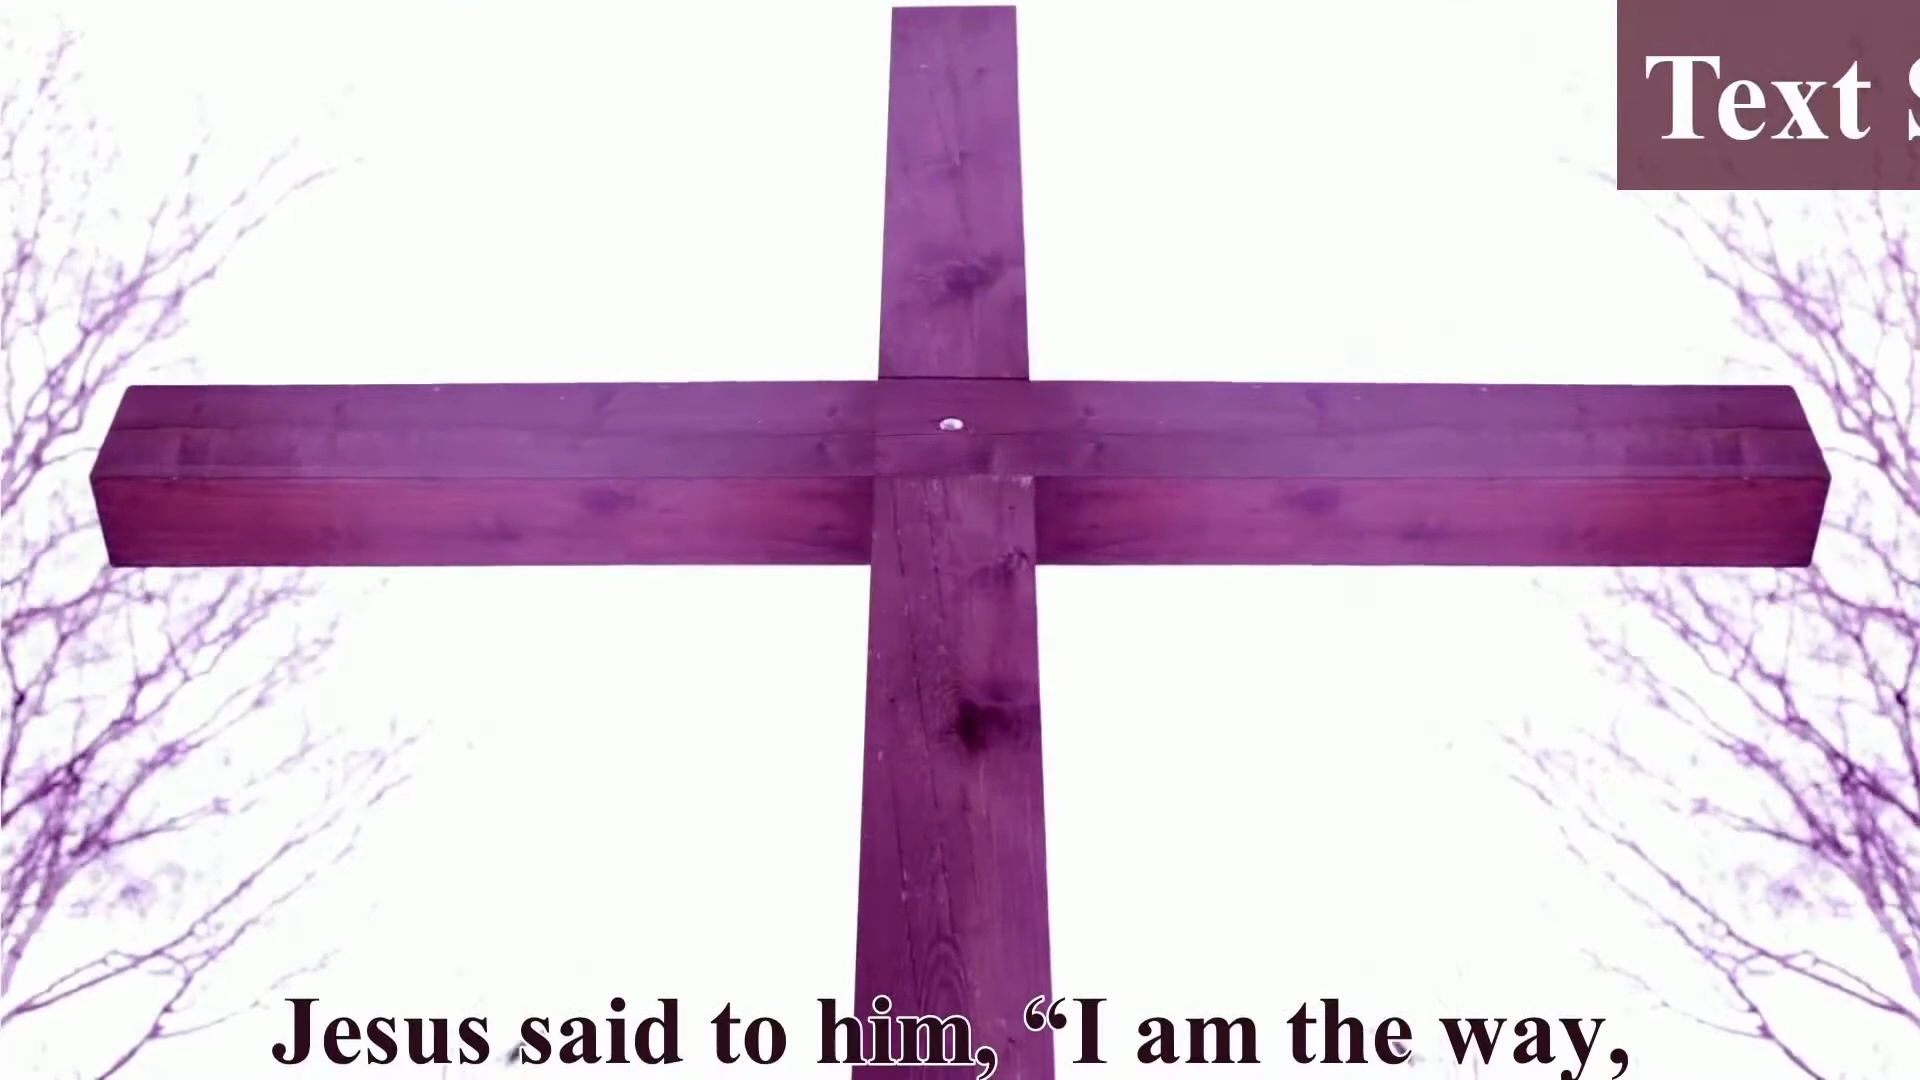 Text
Jesus said to him, “I am the way,